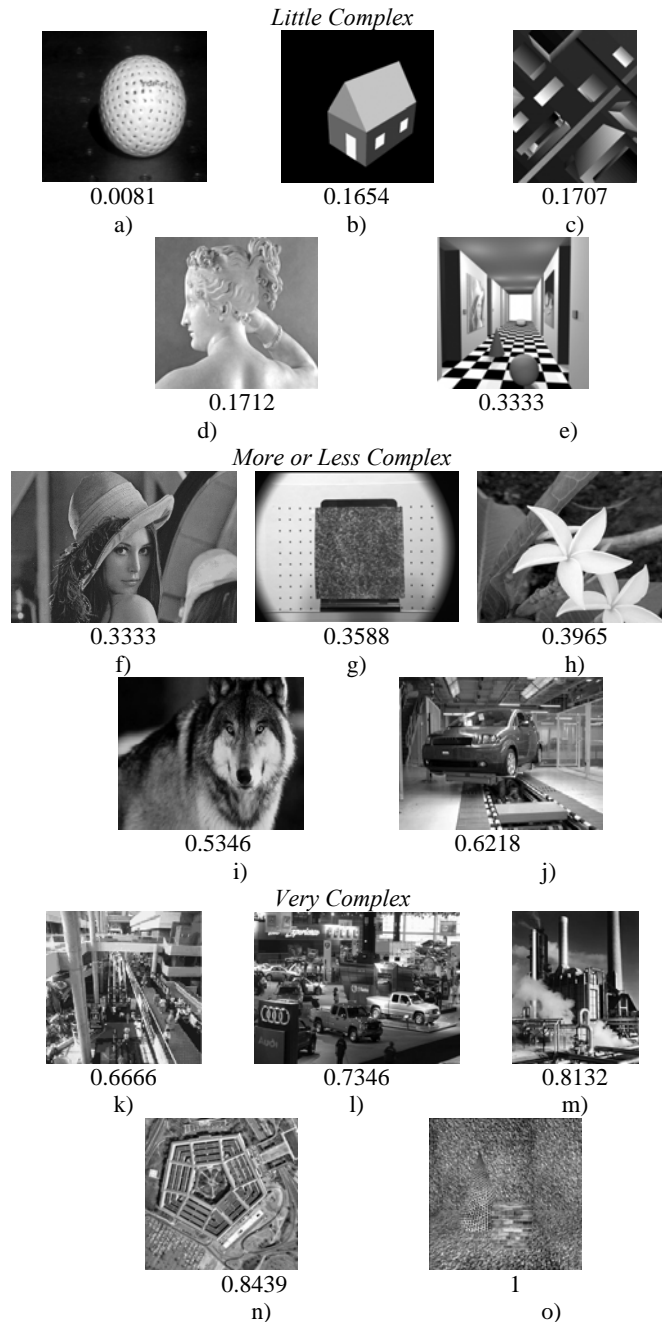 Little Complex
0.0081 0.1654 0.1707
a) b) c)
0.1712 0.3333
d) e)
More or Less Complex
0.3333 0.3588 0.3965
f) g) h)
0.5346 0.6218
i) j)
Very Complex
0.6666 0.7346 0.8132
k) l) m)
0.8439 1
n) o)